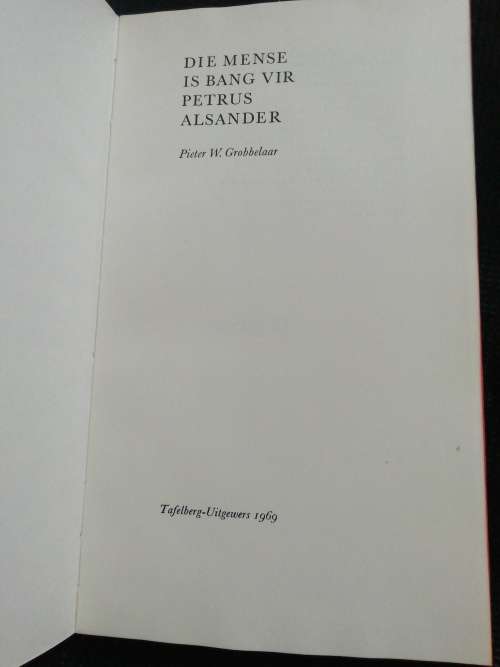 DIE MENSE
IS BANG VIR
PETRUS
ALSANDER
Pieter W. Grobbelaar
Tafelberg-Uitgewers 1969